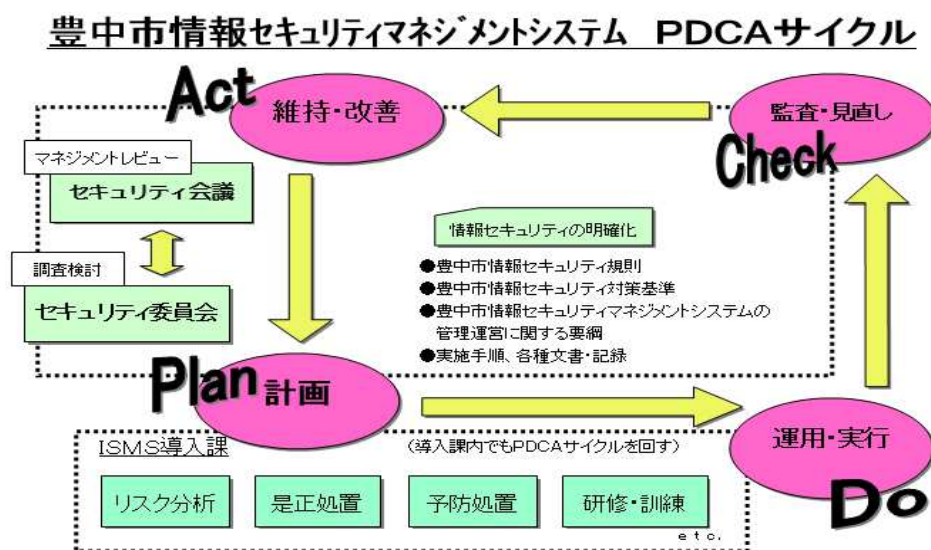 豊中市情報セキュリティマネジメントシステム PDCAサイクル
Act
維持・改善
監査・見直し
Check
マネジメントレビュー
セキュリティ会議
調査検討
セキュリティ委員会
情報セキュリティの明確化
●豊中市情報セキュリティ規則
●豊中市情報セキュリティ対策基準
●豊中市情報セキュリティマネジメントシステムの
管理運営に関する要綱
●実施手順、各種文書・記録
Plan
計画
運用・実行
Do
ISMS導入課
(導入課内でもPDCAサイクルを回す)
リスク分析
是正処置
予防処置
研修・訓練
etc.